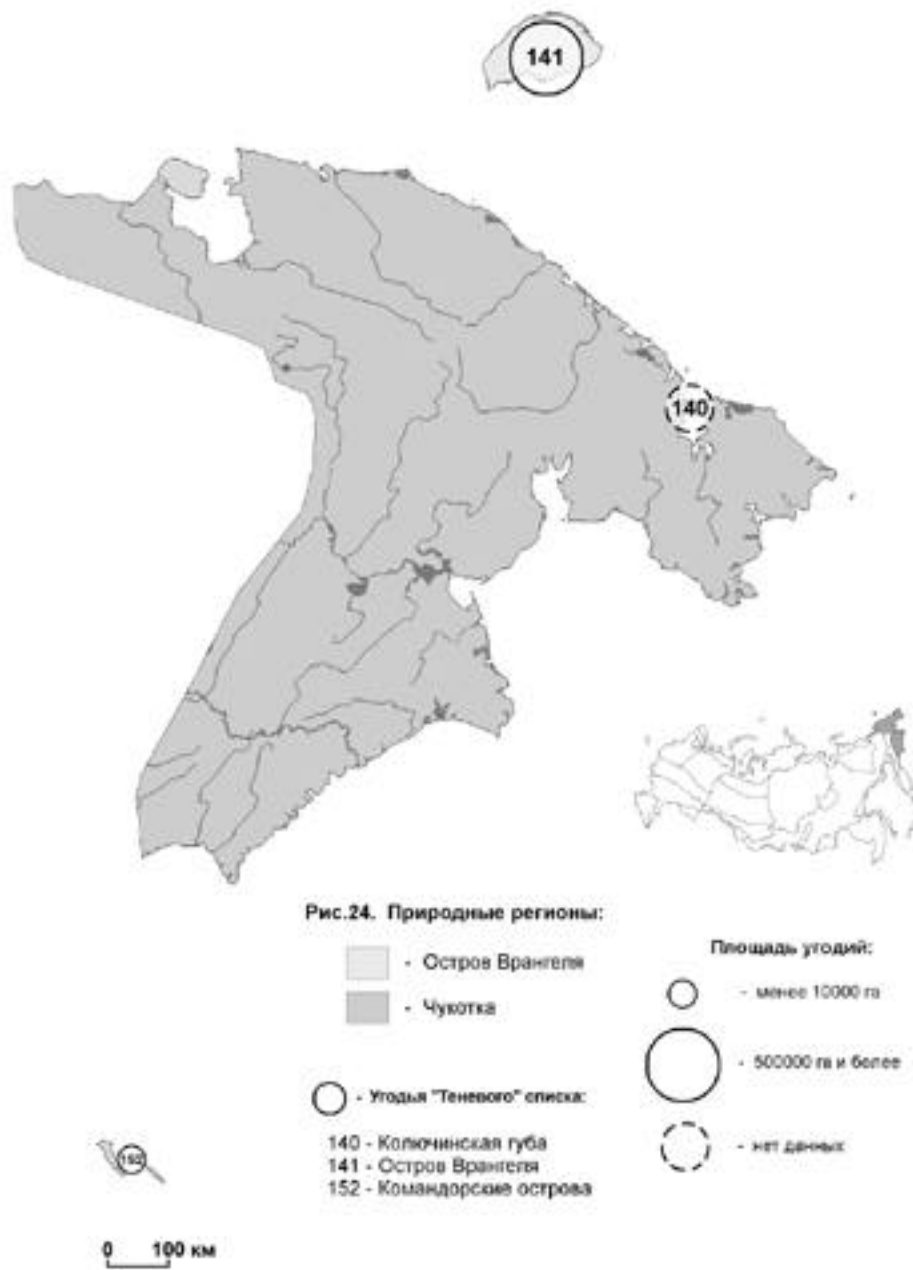 141
140
Рис.24. Природные регионы:
- Остров Врангеля
- Чукотка
Площадь угодий:
- менее 10000 га
- 500000 га и более
- нет данных
- Угодья "Теневого" списка:
140 - Колючинская губа
141 - Остров Врангеля
152 - Командорские острова
152
0 100 км